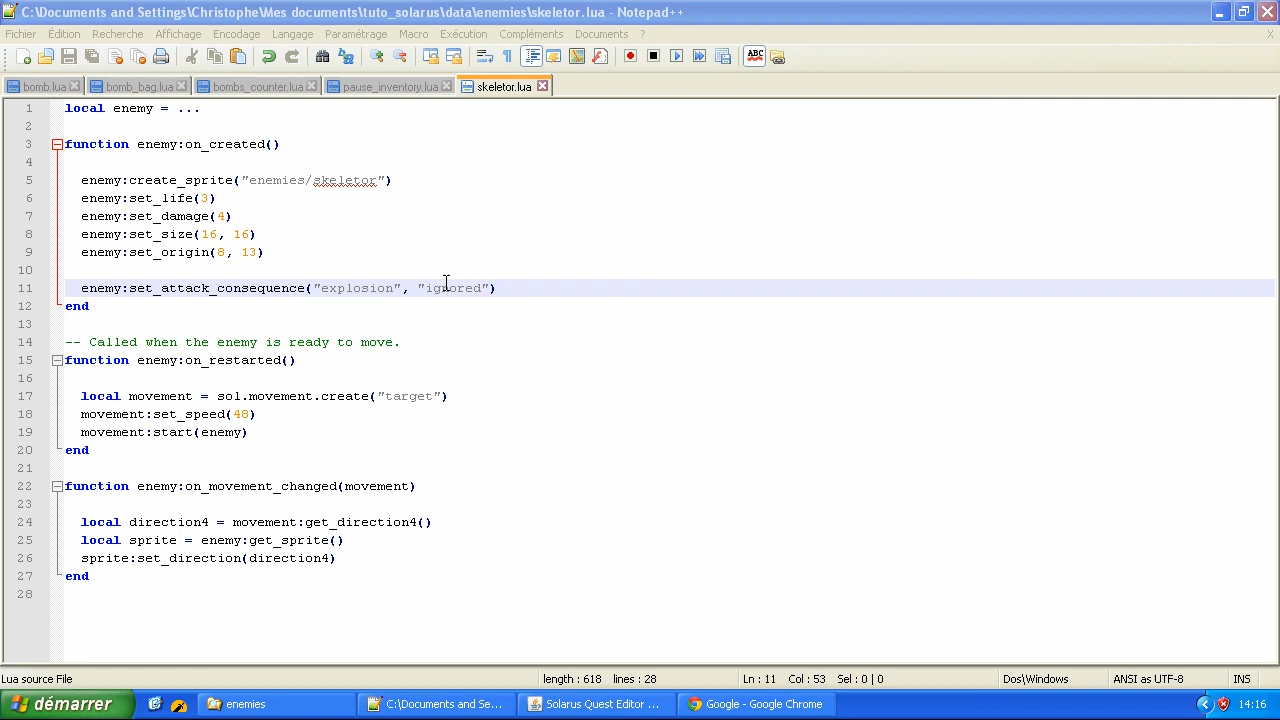 C:\Documents and Settings\Christophe\Mes documents\tuto_solarus\data\enemies\skeletor.lua - Notepad++
Fichier Édition Recherche Affichage Encodage Langage Paramétrage Macro Exécution Compléments Documents ? X
ABC
bomb.lua bomb_bag.lua bombs_counter.lua pause_inventory.lua skeletor.lua
1 local enemy = ...
2
3 function enemy:on_created()
4
5 enemy:create_sprite("enemies/skeletor")
6 enemy:set_life(3)
7 enemy:set_damage(4)
8 enemy:set_size(16, 16)
9 enemy:set_origin(8, 13)
10
11 enemy:set_attack_consequence("explosion", "ignored")
12 end
13
14 -- Called when the enemy is ready to move.
15 function enemy:on_restarted()
16
17 local movement = sol.movement.create("target")
18 movement:set_speed(48)
19 movement:start(enemy)
20 end
21
22 function enemy:on_movement_changed(movement)
23
24 local direction4 = movement:get_direction4()
25 local sprite = enemy:get_sprite()
26 sprite:set_direction(direction4)
27 end
28
Lua source File length : 618 lines : 28 Ln : 11 Col : 53 Sel : 0 | 0 Dos\Windows ANSI as UTF-8 INS
démarrer enemies C:\Documents and Se... Solarus Quest Editor ... Google - Google Chrome 14:16